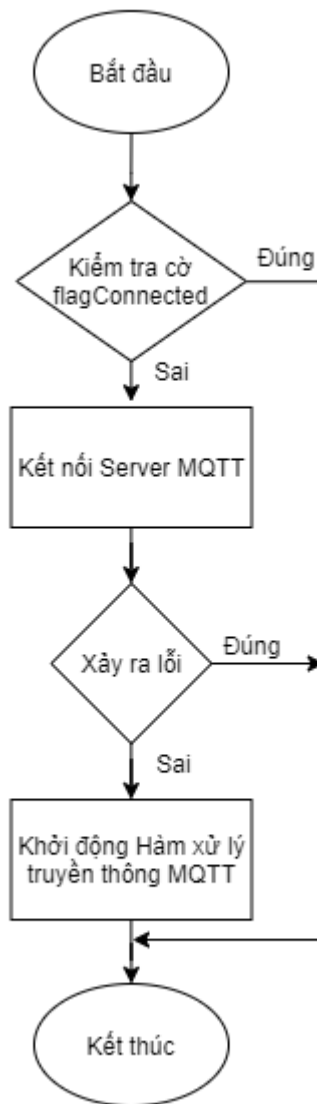 Bắt đầu
Kiểm tra cờ
flagConnected
Đúng
Sai
Kết nối Server MQTT
Xảy ra lỗi
Đúng
Sai
Khởi động Hàm xử lý
truyền thông MQTT
Kết thúc